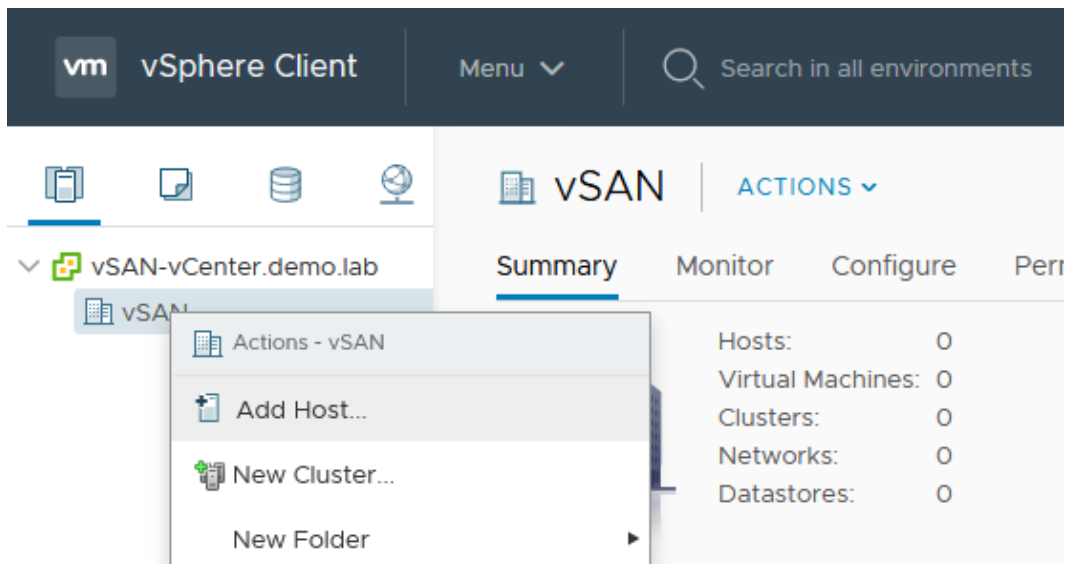 vm vSphere Client Menu Search in all environments
vSAN ACTIONS
vSAN-vCenter.demo.lab
vSAN
Summary Monitor Configure
Actions - vSAN
Add Host...
New Cluster...
New Folder
Hosts: 0
Virtual Machines: 0
Clusters: 0
Networks: 0
Datastores: 0